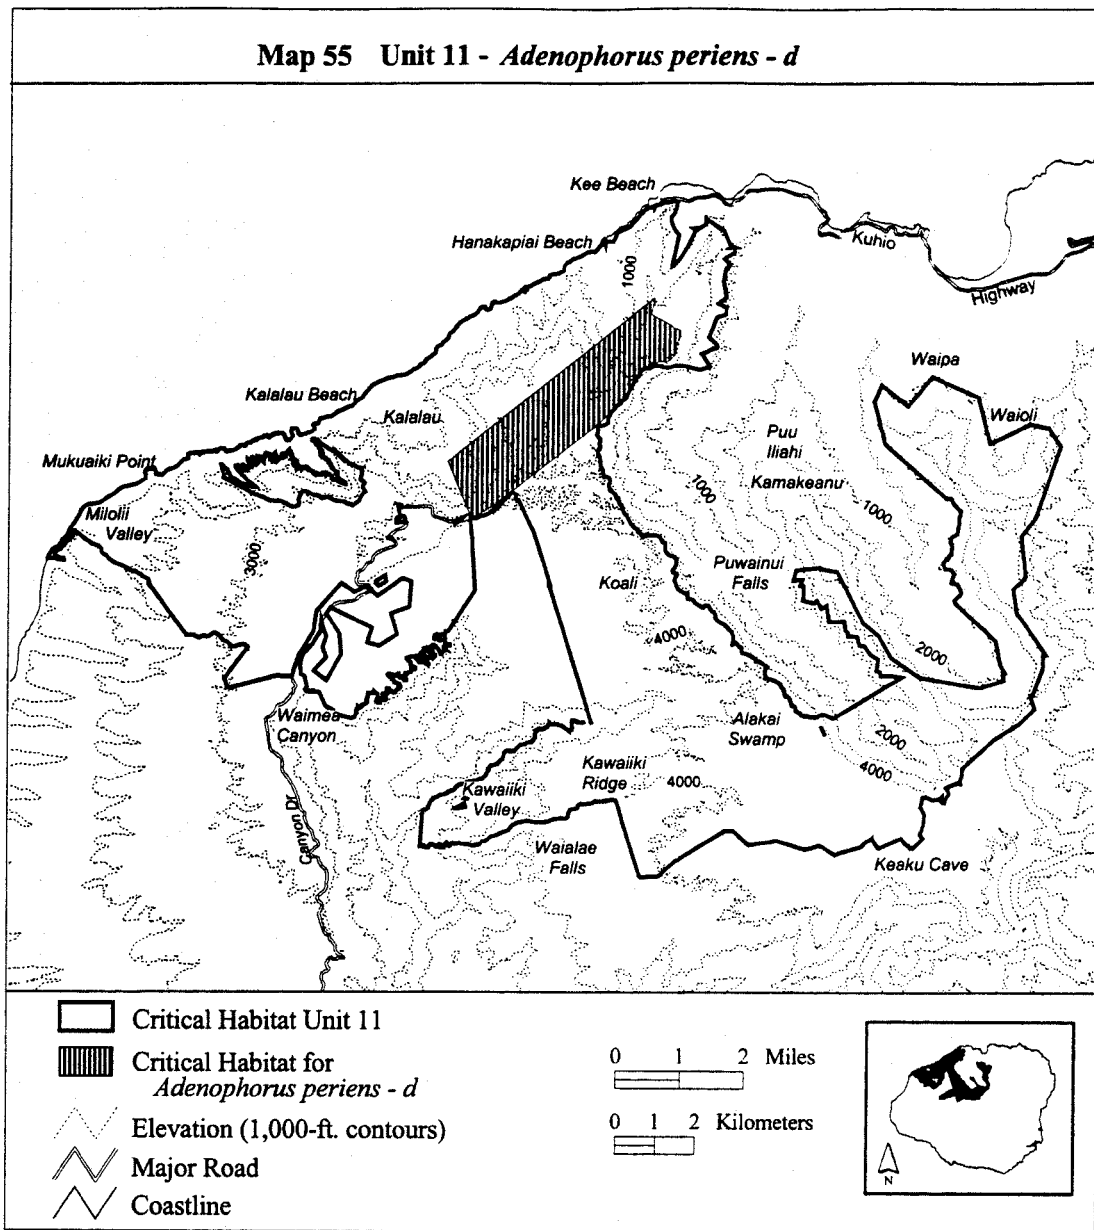 Map 55 Unit 11 - Adenophorus periens - d
Kee Beach
Hanakapiai Beach
Kuhio
Highway
1000
Waipa
Waioli
Kalalau Beach
Kalalau
Mukuaiki Point
Puu
Iliahi
Kamakeanu
1000
1000
Milolii
Valley
3000
Koali
Puwainui
Falls
4000
2000
Waimea
Canyon
Alakai
Swamp
2000
4000
Kawaiiki
Ridge
4000
Kawaiiki
Valley
Canyon Dr
Waialae
Falls
Keaku Cave
Critical Habitat Unit 11
Critical Habitat for
Adenophorus periens - d
Elevation (1,000-ft. contours)
Major Road
Coastline
0 1 2 Miles
0 1 2 Kilometers
N